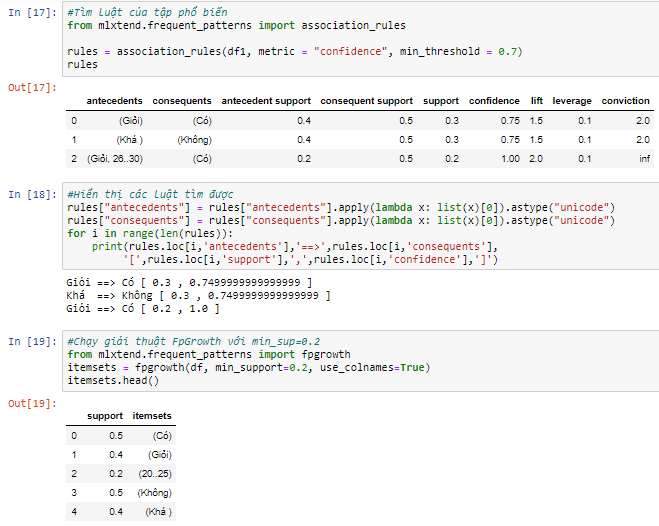 In [17]:
#Tìm luật của tập phổ biến
from mlxtend.frequent_patterns import association_rules
rules = association_rules(df1, metric = "confidence", min_threshold = 0.7)
rules
Out[17]:
antecedents consequents antecedent support consequent support support confidence lift leverage conviction
0 (Giỏi) (Có) 0.4 0.5 0.3 0.75 1.5 0.1 2.0
1 (Khá ) (Không) 0.4 0.5 0.3 0.75 1.5 0.1 2.0
2 (Giỏi, 26..30) (Có) 0.2 0.5 0.2 1.00 2.0 0.1 inf
In [18]:
#Hiển thị các luật tìm được
rules["antecedents"] = rules["antecedents"].apply(lambda x: list(x)[0]).astype("unicode")
rules["consequents"] = rules["consequents"].apply(lambda x: list(x)[0]).astype("unicode")
for i in range(len(rules)):
print(rules.loc[i,'antecedents'],'==>',rules.loc[i,'consequents'],
'[',rules.loc[i,'support'],',',rules.loc[i,'confidence'],']')
Giỏi ==> Có [ 0.3 , 0.7499999999999999 ]
Khá  ==> Không [ 0.3 , 0.7499999999999999 ]
Giỏi ==> Có [ 0.2 , 1.0 ]
In [19]:
#Chạy giải thuật FpGrowth với min_sup=0.2
from mlxtend.frequent_patterns import fpgrowth
itemsets = fpgrowth(df, min_support=0.2, use_colnames=True)
itemsets.head()
Out[19]:
support itemsets
0 0.5 (Có)
1 0.4 (Giỏi)
2 0.2 (20..25)
3 0.5 (Không)
4 0.4 (Khá )